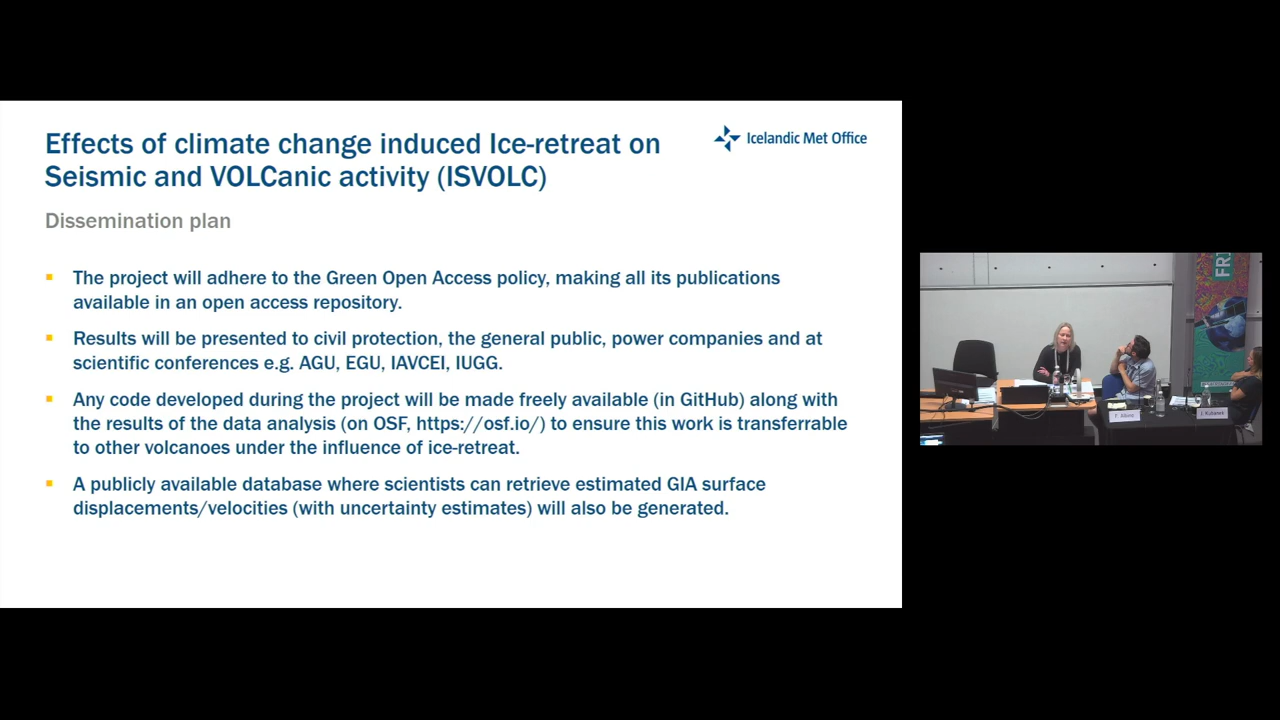 Effects of climate change induced Ice-retreat on
Seismic and VOLCanic activity (ISVOLC)
Icelandic Met Office
Dissemination plan
▪ The project will adhere to the Green Open Access policy, making all its publications
available in an open access repository.
▪ Results will be presented to civil protection, the general public, power companies and at
scientific conferences e.g. AGU, EGU, IAVCEI, IUGG.
▪ Any code developed during the project will be made freely available (in GitHub) along with
the results of the data analysis (on OSF, https://osf.io/) to ensure this work is transferrable
to other volcanoes under the influence of ice-retreat.
▪ A publicly available database where scientists can retrieve estimated GIA surface
displacements/velocities (with uncertainty estimates) will also be generated.
FRI
F. Albino
J. Kubanek